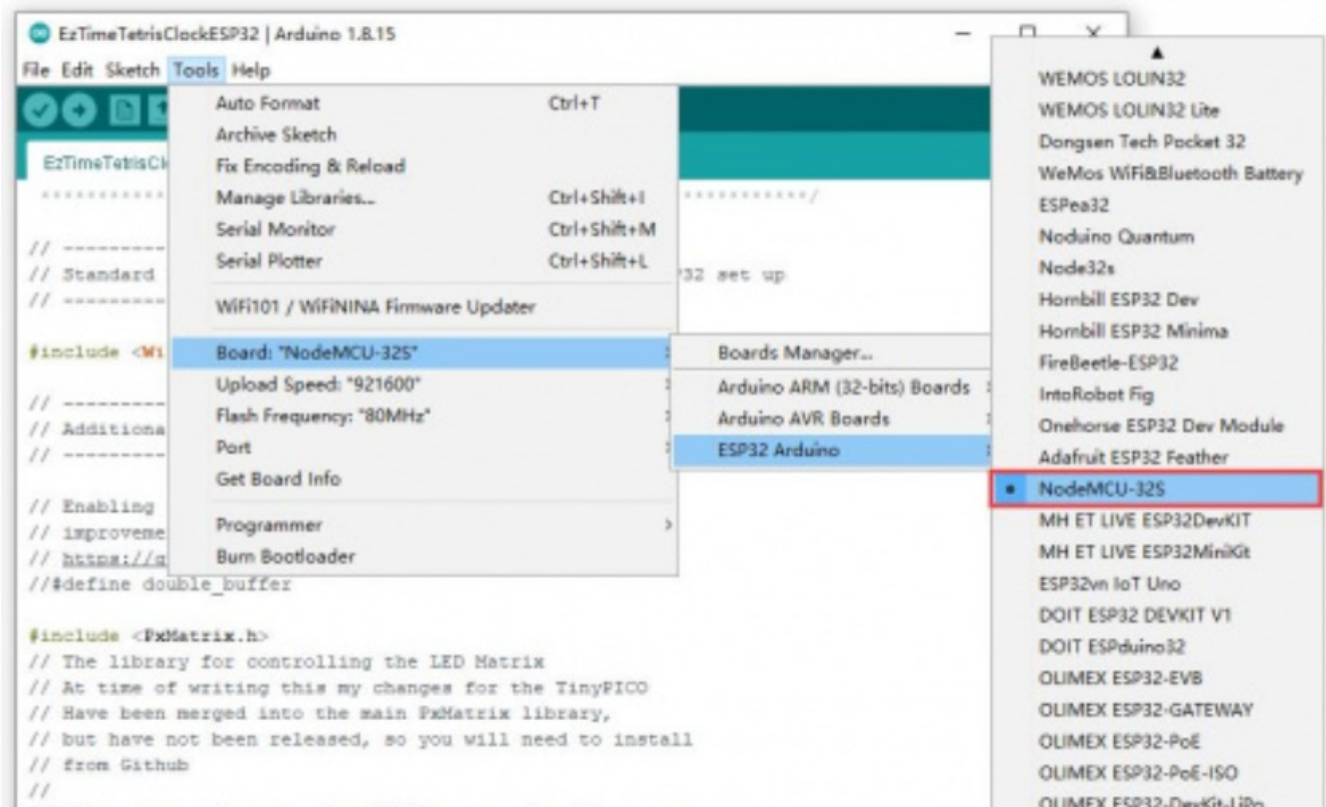 EzTimeTetrisClockESP32 | Arduino 1.8.15
File Edit Sketch Tools Help
EzTimeTetrisCl
**********/
// ----------
// Standard
P32 set up
// ----------
#include <Wi
// ----------
// Additiona
// ----------
// Enabling
// improveme
// https://g
//#define double_buffer
#include <PxMatrix.h>
// The library for controlling the LED Matrix
// At time of writing this my changes for the TinyPICO
// Have been merged into the main PxMatrix library,
// but have not been released, so you will need to install
// from Github
//
Auto Format Ctrl+T
Archive Sketch
Fix Encoding & Reload
Manage Libraries... Ctrl+Shift+I
Serial Monitor Ctrl+Shift+M
Serial Plotter Ctrl+Shift+L
WiFi101 / WiFiNINA Firmware Updater
Board: "NodeMCU-32S"
Upload Speed: "921600"
Flash Frequency: "80MHz"
Port
Get Board Info
Programmer
Burn Bootloader
Boards Manager...
Arduino ARM (32-bits) Boards
Arduino AVR Boards
ESP32 Arduino
WEMOS LOLIN32
WEMOS LOLIN32 Lite
Dongsen Tech Pocket 32
WeMos WiFi&Bluetooth Battery
ESPea32
Noduino Quantum
Node32s
Hornbill ESP32 Dev
Hornbill ESP32 Minima
FireBeetle-ESP32
IntoRobot Fig
Onehorse ESP32 Dev Module
Adafruit ESP32 Feather
NodeMCU-32S
MH ET LIVE ESP32DevKIT
MH ET LIVE ESP32MiniKit
ESP32vn IoT Uno
DOIT ESP32 DEVKIT V1
DOIT ESPduino32
OLIMEX ESP32-EVB
OLIMEX ESP32-GATEWAY
OLIMEX ESP32-PoE
OLIMEX ESP32-PoE-ISO
OLIMEX ESP32-DevKit-LiPo